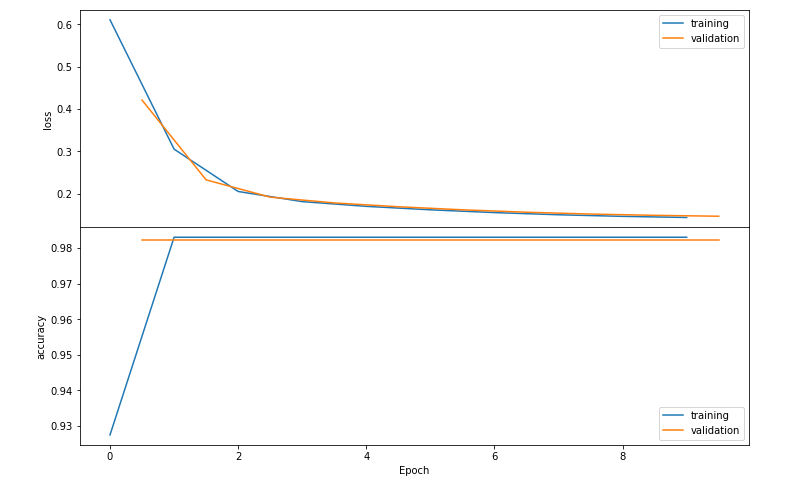 training
validation
0.6
0.5
0.4
0.3
0.2
loss
0.98
0.97
0.96
0.95
0.94
0.93
accuracy
training
validation
0 2 4 6 8
Epoch